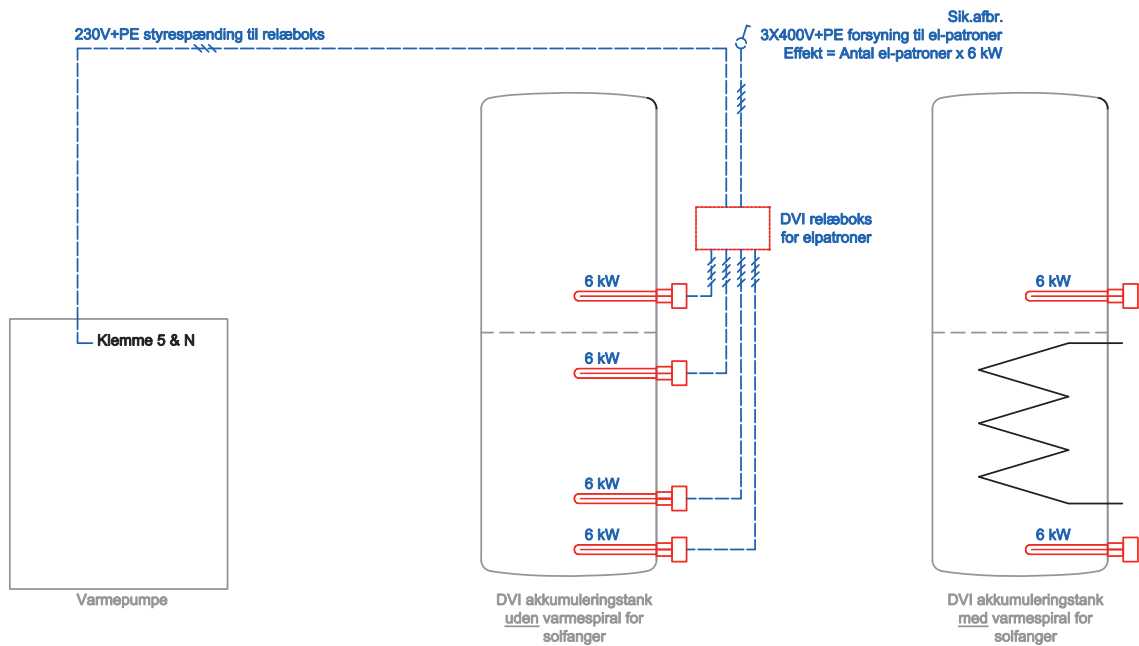 Sik.afbr.
230V+PE styrespænding til relæboks
3X400V+PE forsyning til el-patroner
Effekt = Antal el-patroner x 6 kW
DVI relæboks
for elpatroner
6 kW
6 kW
Klemme 5 & N
6 kW
6 kW
6 kW
6 kW
Varmepumpe
DVI akkumuleringstank
uden varmespiral for
solfanger
DVI akkumuleringstank
med varmespiral for
solfanger